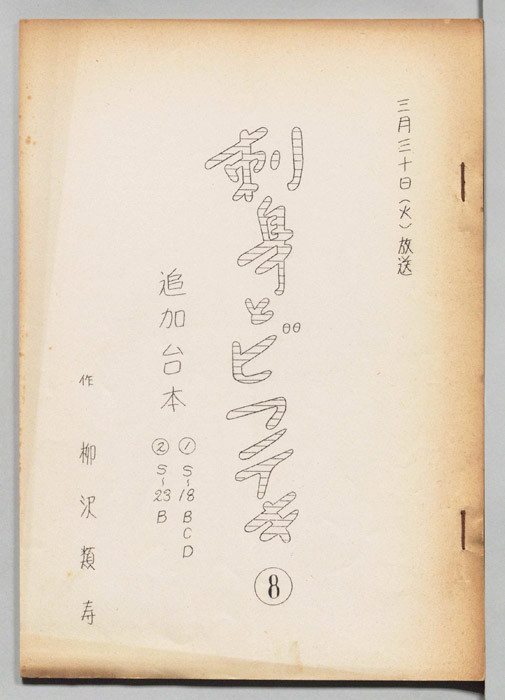 三月三十日(火)放送
刺身とビフテキ
⑧
追加台本
① S~18 B C D
② S~23 B
作 柳沢類寿